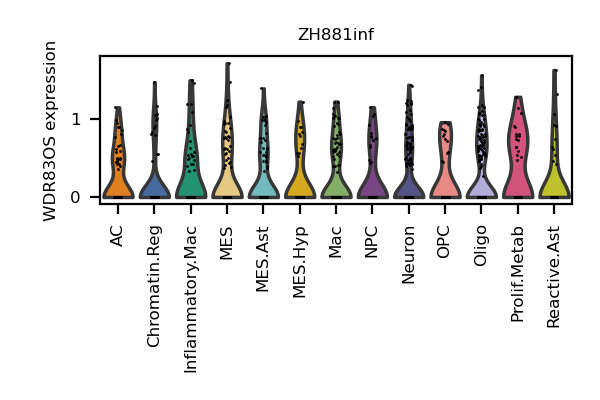 ZH881inf
WDR83OS expression
1
0
AC
Chromatin.Reg
Inflammatory.Mac
MES
MES.Ast
MES.Hyp
Mac
NPC
Neuron
OPC
Oligo
Prolif.Metab
Reactive.Ast